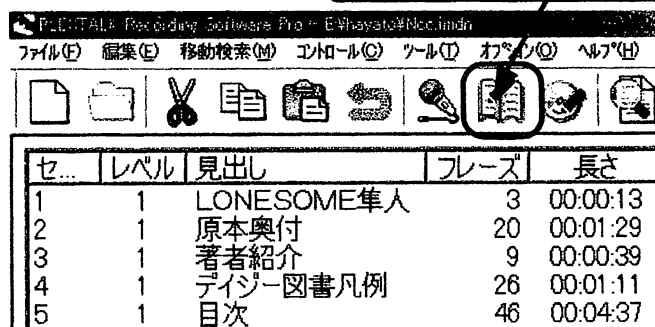 PLEXTALK Recording Software Pro - E:¥hayato¥Ncc.imdn
ファイル(F) 編集(E) 移動検索(M) コントロール(C) ツール(T) オプション(O) ヘルプ(H)
セ... レベル 見出し フレーズ 長さ
1 1 LONESOME隼人 3 00:00:13
2 1 原本奥付 20 00:01:29
3 1 著者紹介 9 00:00:39
4 1 デイジー図書凡例 26 00:01:11
5 1 目次 46 00:04:37